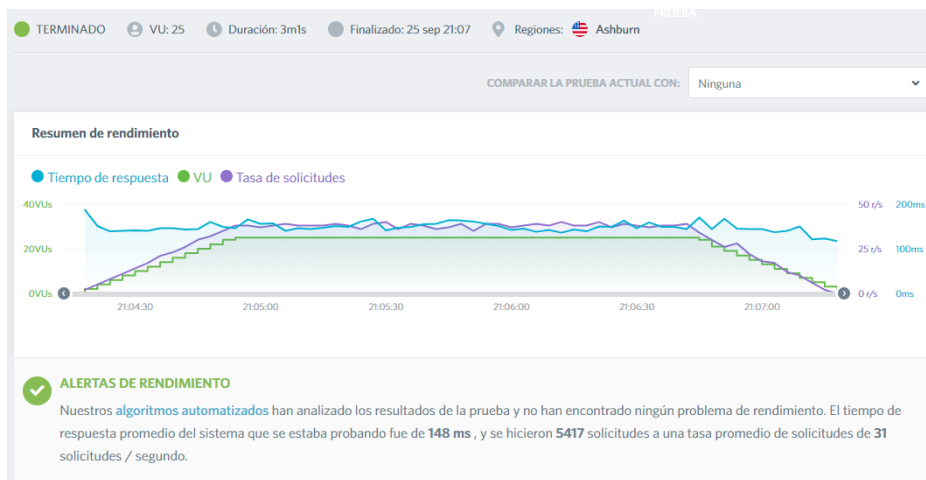 PRUEBA
TERMINADO VU: 25 Duración: 3m1s Finalizado: 25 sep 21:07 Regiones: Ashburn
COMPARAR LA PRUEBA ACTUAL CON: Ninguna
Resumen de rendimiento
Tiempo de respuesta VU Tasa de solicitudes
40VUs 50 r/s 200ms
20VUs 25 r/s 100ms
0VUs 0 r/s 0ms
21:04:30 21:05:00 21:05:30 21:06:00 21:06:30 21:07:00
ALERTAS DE RENDIMIENTO
Nuestros algoritmos automatizados han analizado los resultados de la prueba y no han encontrado ningún problema de rendimiento. El tiempo de
respuesta promedio del sistema que se estaba probando fue de 148 ms , y se hicieron 5417 solicitudes a una tasa promedio de solicitudes de 31
solicitudes / segundo.